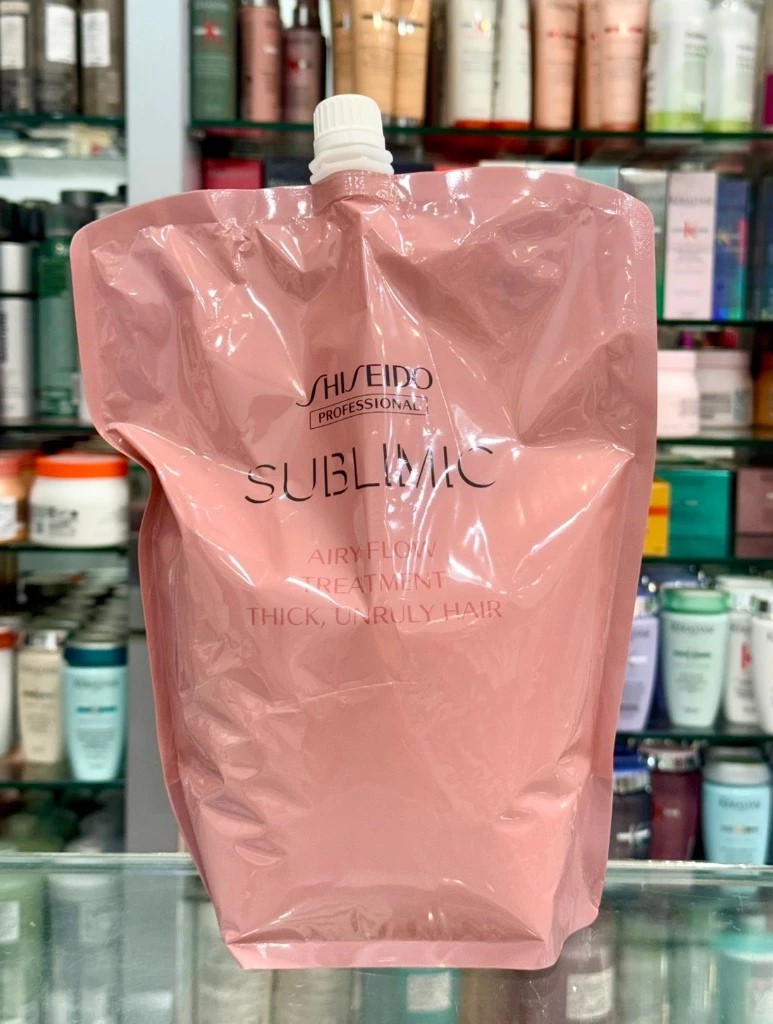 SHISEIDO
PROFESSIONAL
SUBLIMIC
AIRY FLOW
TREATMENT
THICK, UNRULY HAIR